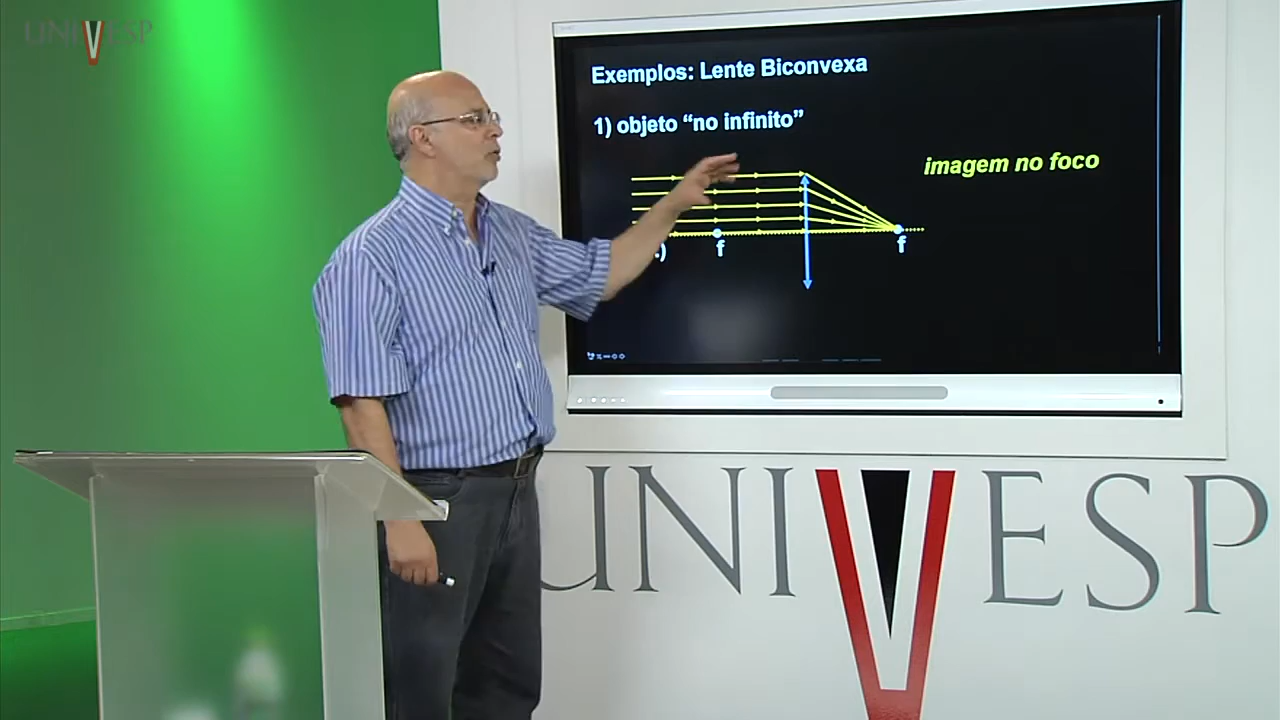 UNIVESP
Exemplos: Lente Biconvexa
1) objeto “no infinito”
imagem no foco
.)
f
f
UNIVESP